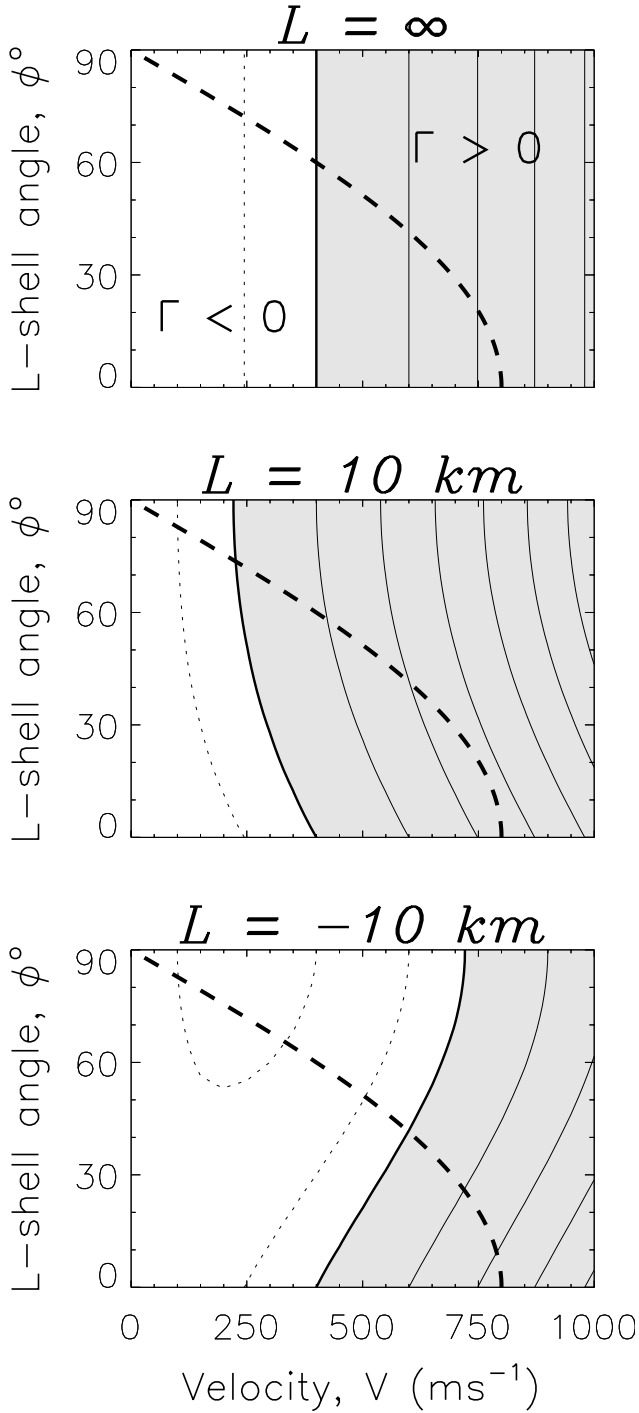 L = ∞
L−shell angle, ϕ°
90
60
30
0
Γ > 0
Γ < 0
L = 10 km
L−shell angle, ϕ°
90
60
30
0
L = −10 km
L−shell angle, ϕ°
90
60
30
0
0 250 500 750 1000
Velocity, V (ms⁻¹)